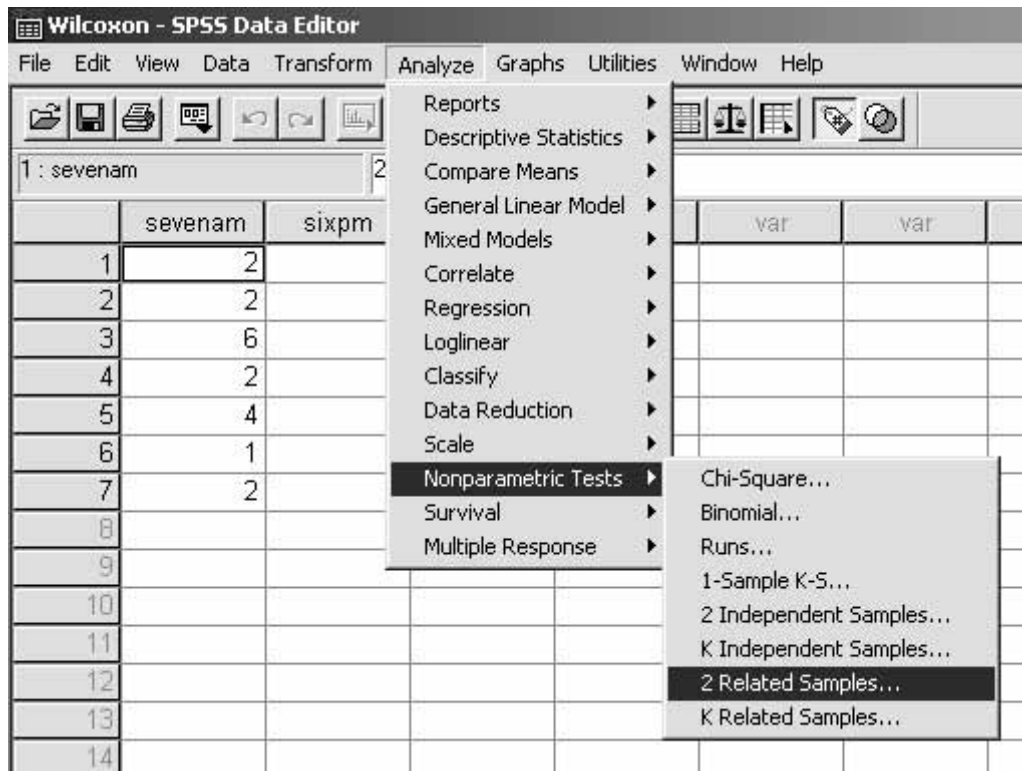 Wilcoxon - SPSS Data Editor
File Edit View Data Transform Analyze Graphs Utilities Window Help
1 : sevenam 2
sevenam sixpm var var
1 2
2 2
3 6
4 2
5 4
6 1
7 2
8
9
10
11
12
13
14
Reports
Descriptive Statistics
Compare Means
General Linear Model
Mixed Models
Correlate
Regression
Loglinear
Classify
Data Reduction
Scale
Nonparametric Tests
Survival
Multiple Response
Chi-Square...
Binomial...
Runs...
1-Sample K-S...
2 Independent Samples...
K Independent Samples...
2 Related Samples...
K Related Samples...